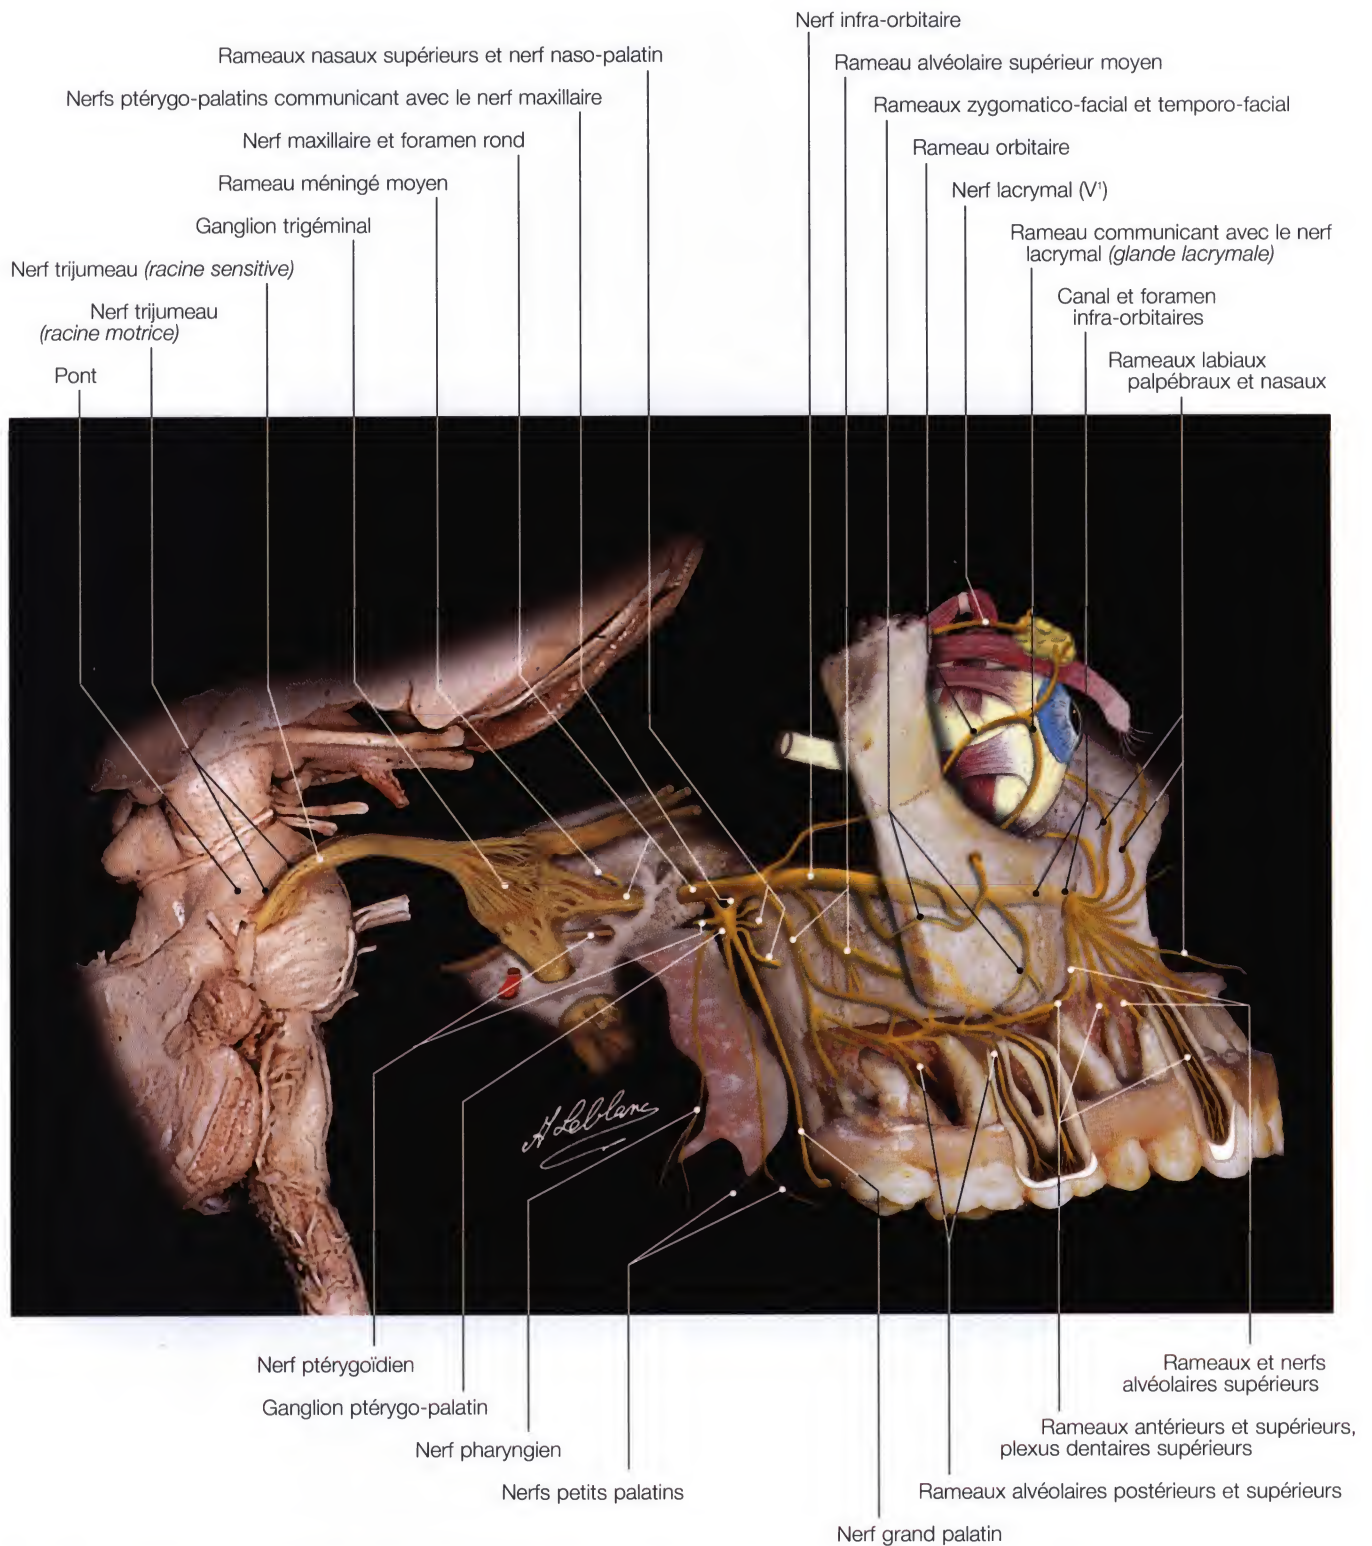 Nerf infra-orbitaire
Rameaux nasaux supérieurs et nerf naso-palatin
Rameau alvéolaire supérieur moyen
Nerfs ptérygo-palatins communicant avec le nerf maxillaire
Rameaux zygomatico-facial et temporo-facial
Nerf maxillaire et foramen rond
Rameau orbitaire
Rameau méningé moyen
Nerf lacrymal (V¹)
Ganglion trigéminal
Rameau communicant avec le nerf
lacrymal (glande lacrymale)
Nerf trijumeau (racine sensitive)
Canal et foramen
infra-orbitaires
Nerf trijumeau
(racine motrice)
Rameaux labiaux
palpébraux et nasaux
Pont
A Leblanc
Nerf ptérygoïdien
Rameaux et nerfs
alvéolaires supérieurs
Ganglion ptérygo-palatin
Rameaux antérieurs et supérieurs,
plexus dentaires supérieurs
Nerf pharyngien
Nerfs petits palatins
Rameaux alvéolaires postérieurs et supérieurs
Nerf grand palatin